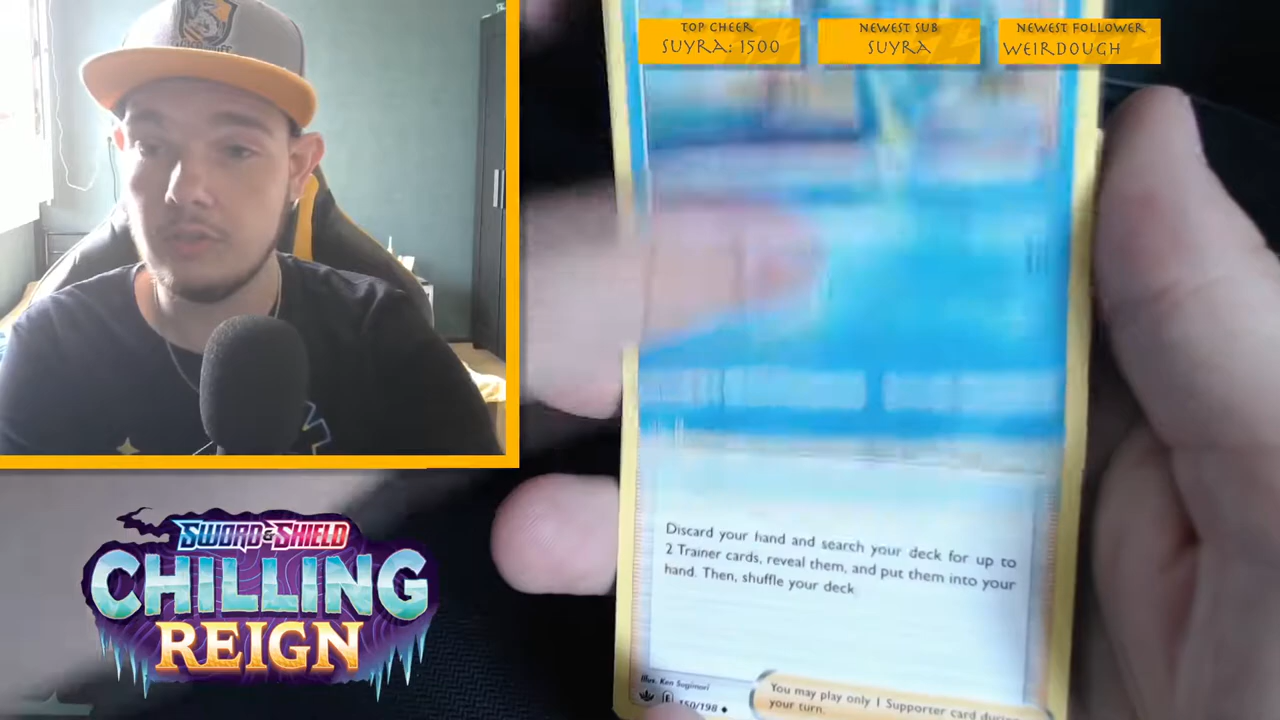 TOP CHEER
SUYRA: 1500
NEWEST SUB
SUYRA
NEWEST FOLLOWER
WEIRDOUGH
SWORD & SHIELD
CHILLING
REIGN
Discard your hand and search your deck for up to
2 Trainer cards, reveal them, and put them into your
hand. Then, shuffle your deck
Illus. Ken Sugimori
E 150/198
You may play only 1 Supporter card during
your turn.